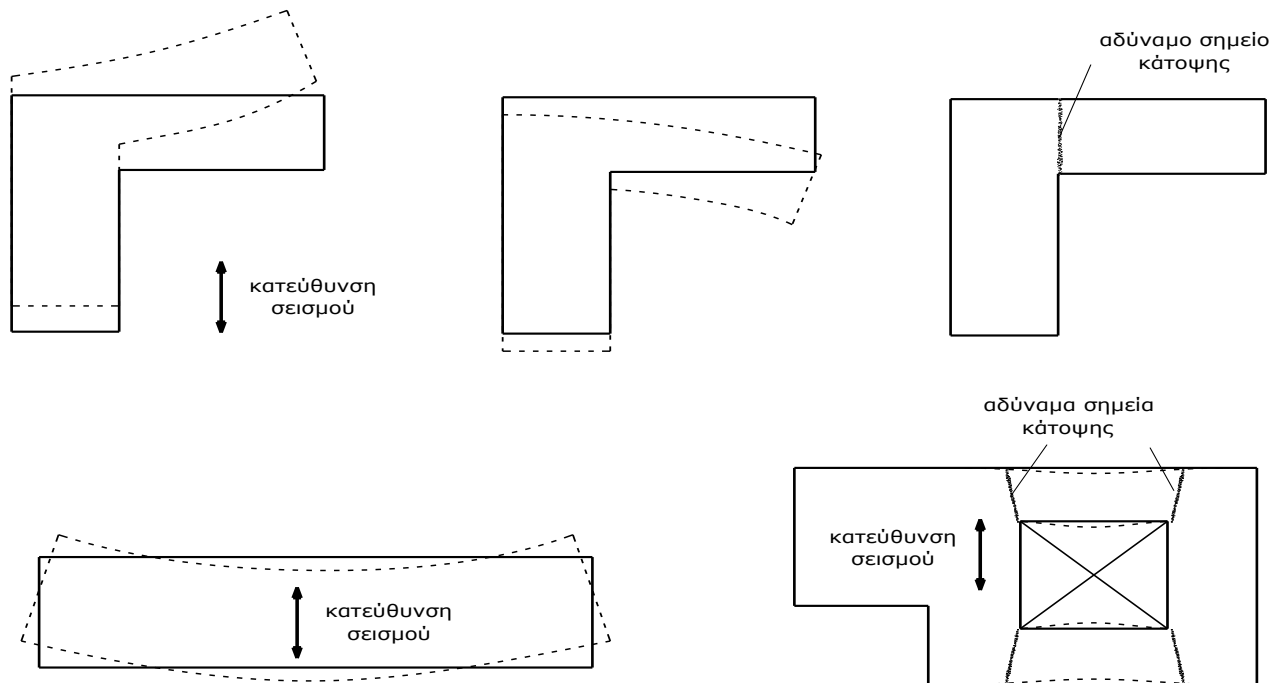 αδύναμο σημείο
κάτοψης
κατεύθυνση
σεισμού
αδύναμα σημεία
κάτοψης
κατεύθυνση
σεισμού
κατεύθυνση
σεισμού